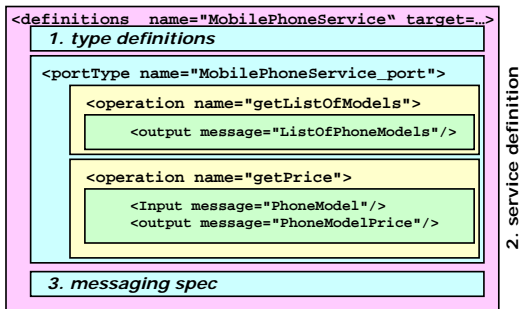 <definitions  name="MobilePhoneService“ target=…>
1. type definitions
<portType name="MobilePhoneService_port">
<operation name="getListOfModels">
<output message="ListOfPhoneModels"/>
<operation name="getPrice">
<Input message="PhoneModel"/>
<output message="PhoneModelPrice"/>
3. messaging spec
2. service definition